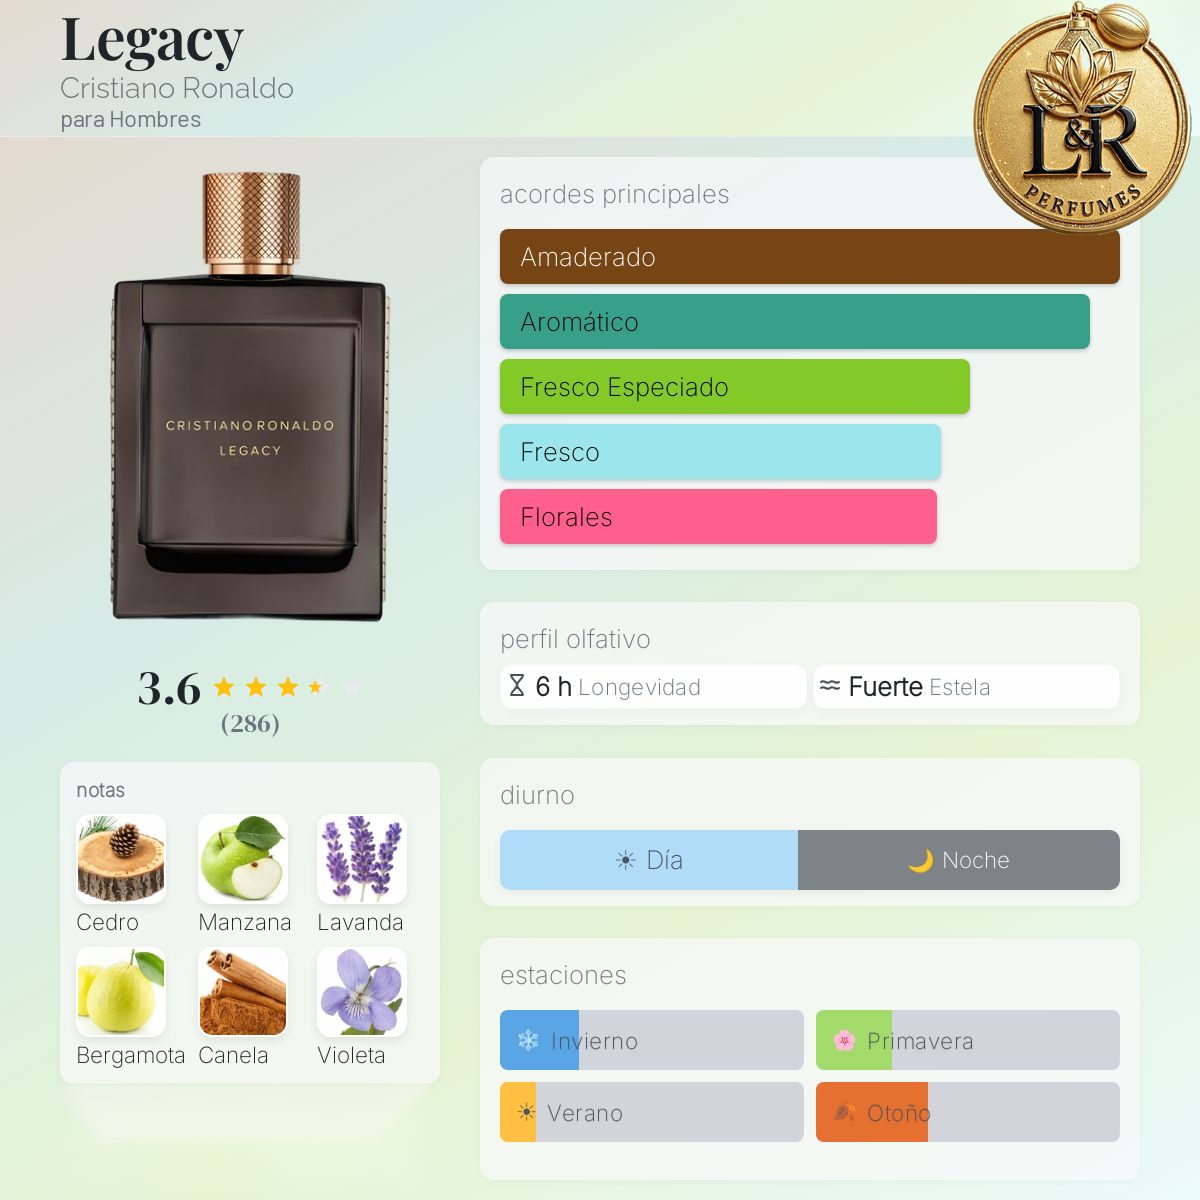 Legacy
Cristiano Ronaldo
para Hombres
L&R
PERFUMES
CRISTIANO RONALDO
LEGACY
3.6
(286)
notas
Cedro Manzana Lavanda
Bergamota Canela Violeta
acordes principales
Amaderado
Aromático
Fresco Especiado
Fresco
Florales
perfil olfativo
6 h Longevidad Fuerte Estela
diurno
Día Noche
estaciones
Invierno Primavera
Verano Otoño